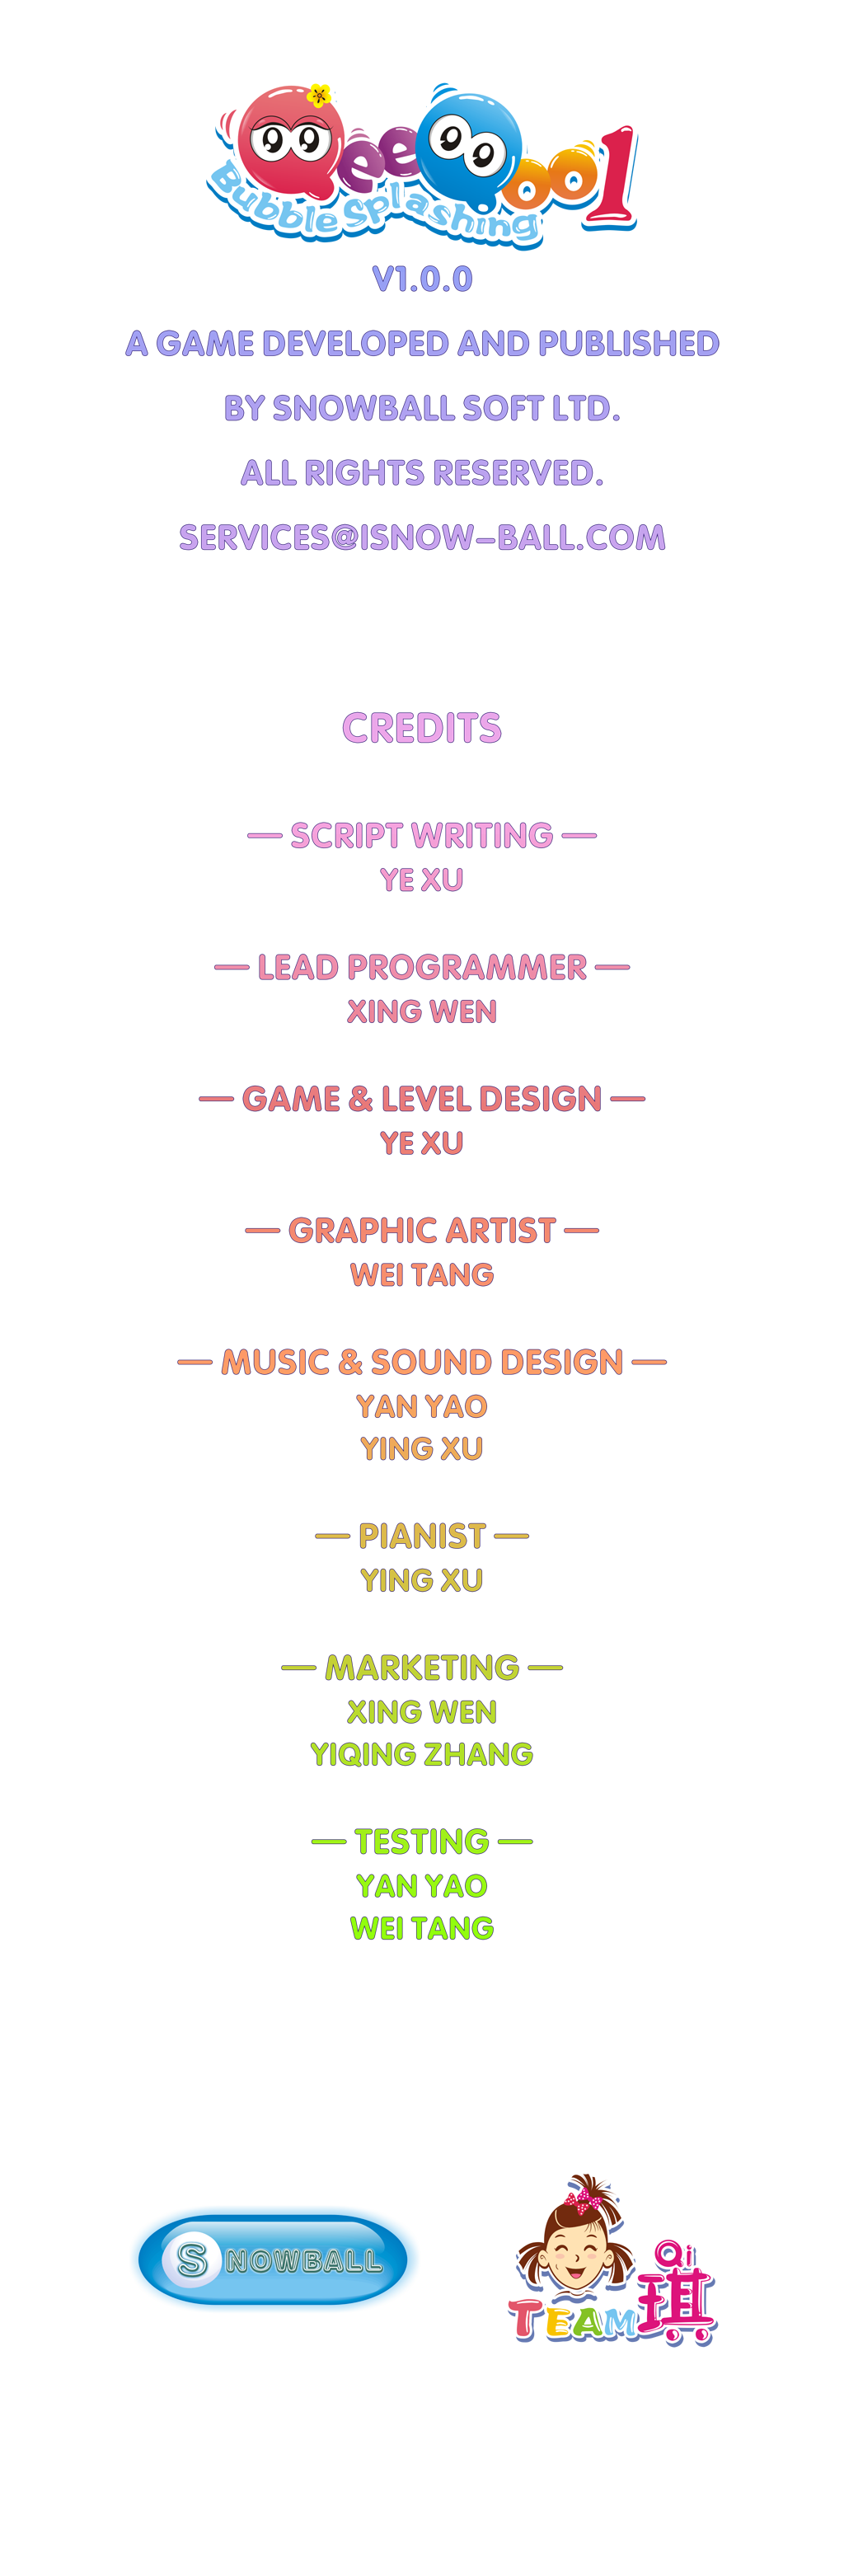 QeeQoo1
Bubble Splashing
V1.0.0
A GAME DEVELOPED AND PUBLISHED
BY SNOWBALL SOFT LTD.
ALL RIGHTS RESERVED.
SERVICES@ISNOW-BALL.COM
CREDITS
— SCRIPT WRITING —
YE XU
— LEAD PROGRAMMER —
XING WEN
— GAME & LEVEL DESIGN —
YE XU
— GRAPHIC ARTIST —
WEI TANG
— MUSIC & SOUND DESIGN —
YAN YAO
YING XU
— PIANIST —
YING XU
— MARKETING —
XING WEN
YIQING ZHANG
— TESTING —
YAN YAO
WEI TANG
SNOWBALL
Qi
TEAM琪